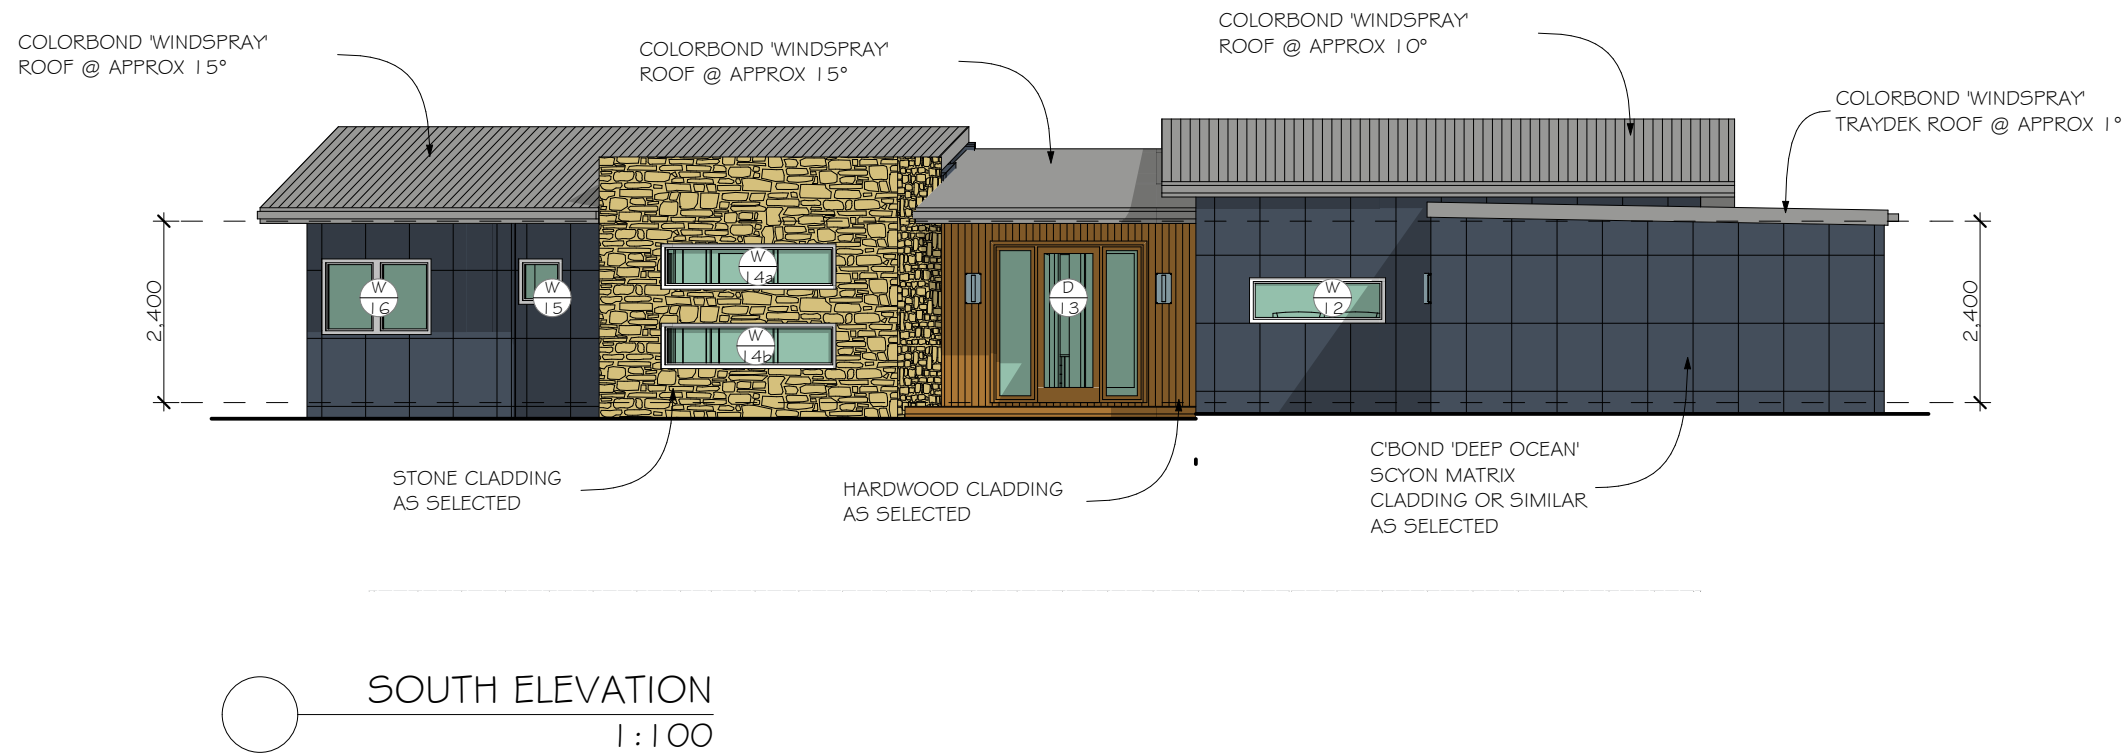 COLORBOND 'WINDSPRAY'
ROOF @ APPROX 15°
COLORBOND 'WINDSPRAY'
ROOF @ APPROX 15°
COLORBOND 'WINDSPRAY'
ROOF @ APPROX 10°
COLORBOND 'WINDSPRAY'
TRAYDEK ROOF @ APPROX 1°
2,400
W
16
W
15
W
14a
W
14b
D
13
W
12
2,400
STONE CLADDING
AS SELECTED
HARDWOOD CLADDING
AS SELECTED
C'BOND 'DEEP OCEAN'
SCYON MATRIX
CLADDING OR SIMILAR
AS SELECTED
SOUTH ELEVATION
1:100